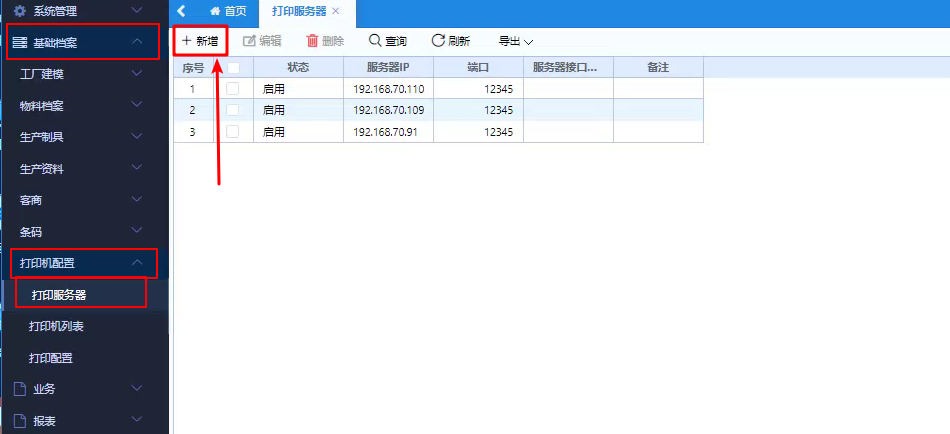 系统管理
基础档案
工厂建模
物料档案
生产制具
生产资料
客商
条码
打印机配置
打印服务器
打印机列表
打印配置
业务
报表
首页 打印服务器 ×
+ 新增 编辑 删除 查询 刷新 导出
序号 状态 服务器IP 端口 服务器接口... 备注
1 启用 192.168.70.110 12345
2 启用 192.168.70.109 12345
3 启用 192.168.70.91 12345